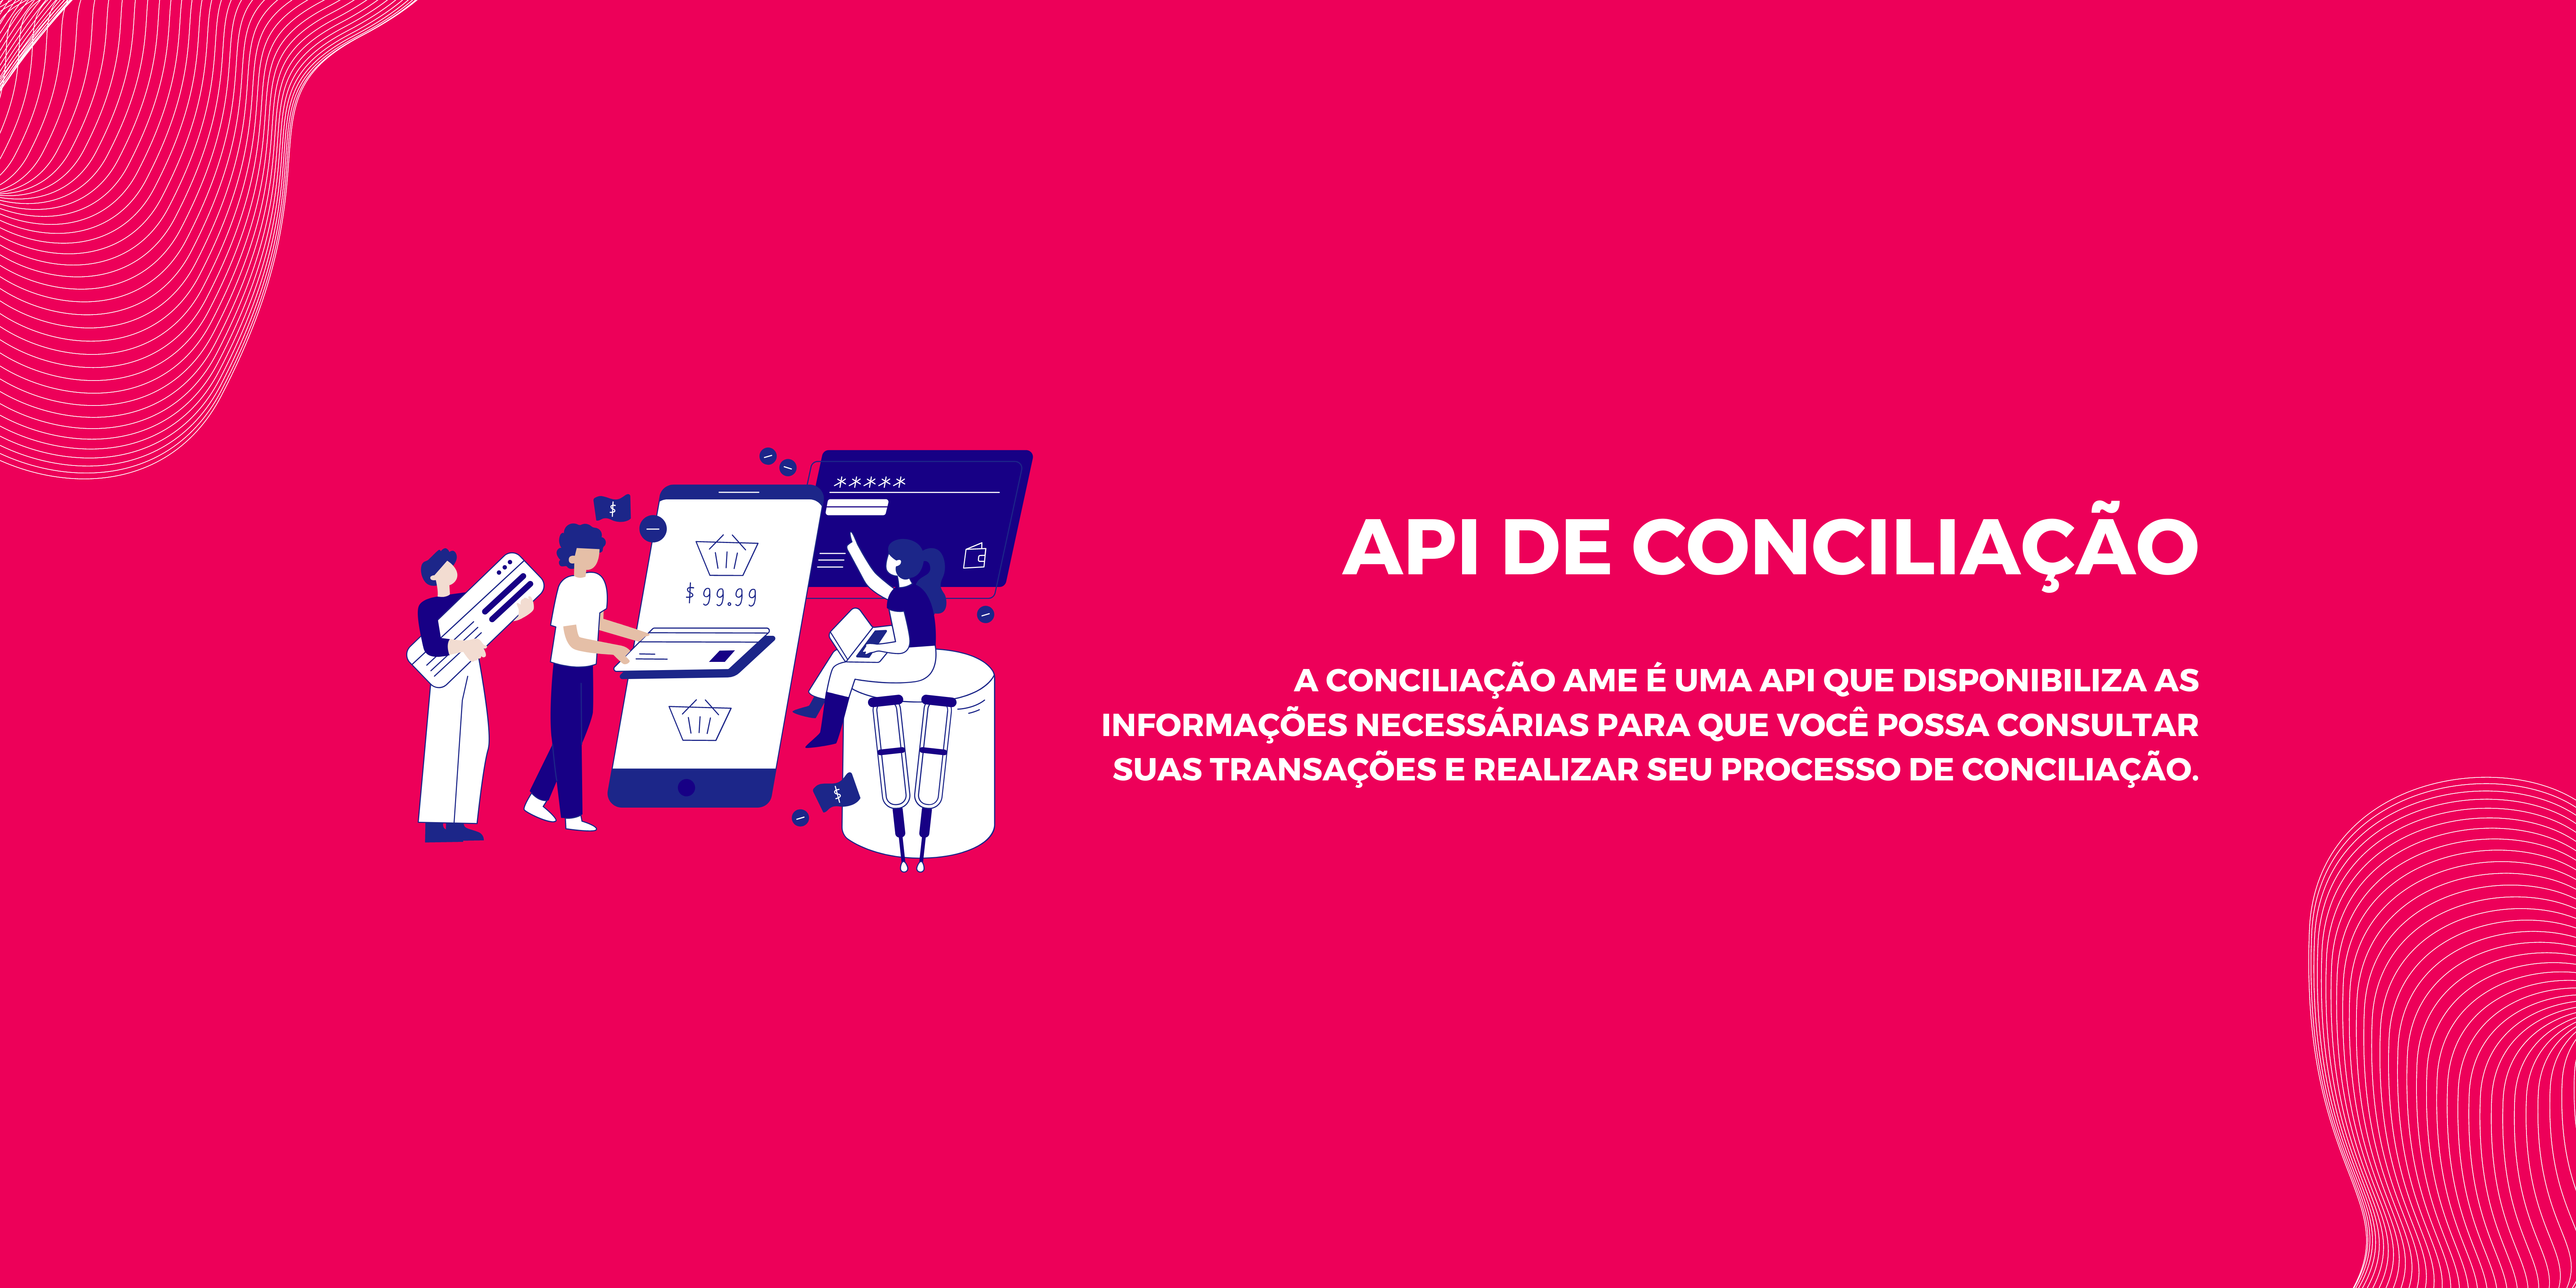 *****
$
$ 99.99
$
API DE CONCILIAÇÃO
A CONCILIAÇÃO AME É UMA API QUE DISPONIBILIZA AS
INFORMAÇÕES NECESSÁRIAS PARA QUE VOCÊ POSSA CONSULTAR
SUAS TRANSAÇÕES E REALIZAR SEU PROCESSO DE CONCILIAÇÃO.